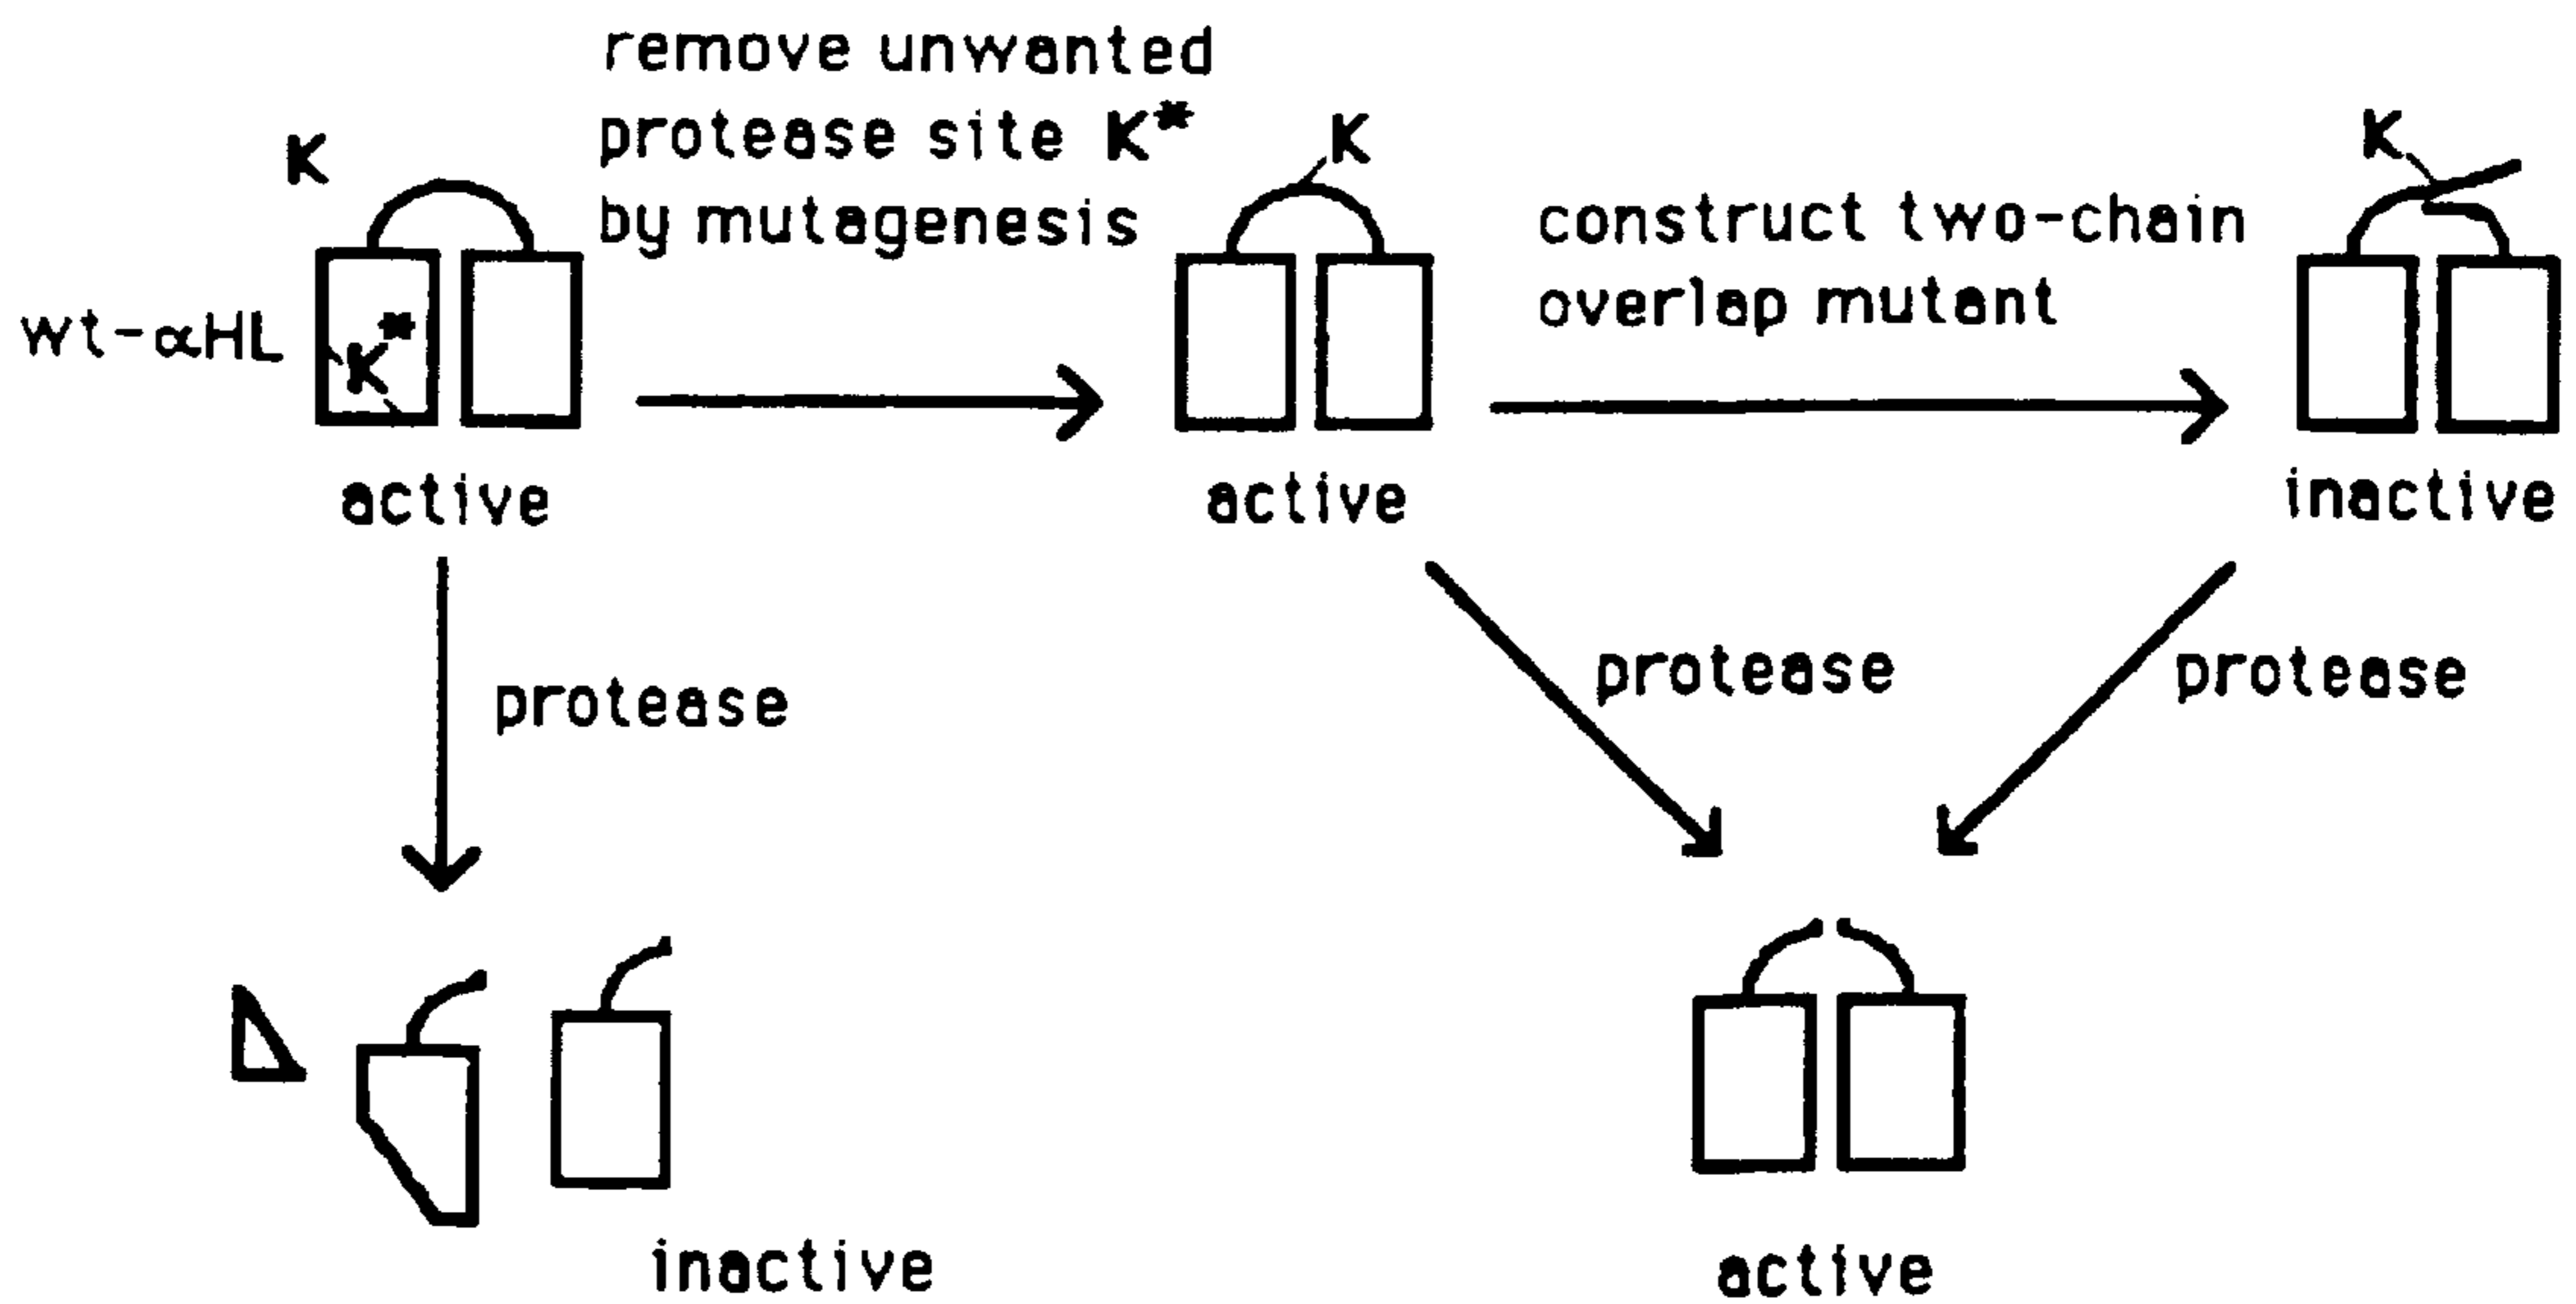 remove unwanted
protease site K*
by mutagenesis
K
K
K
construct two-chain
overlap mutant
wt-αHL
K*
active
active
inactive
protease
protease
protease
inactive
active